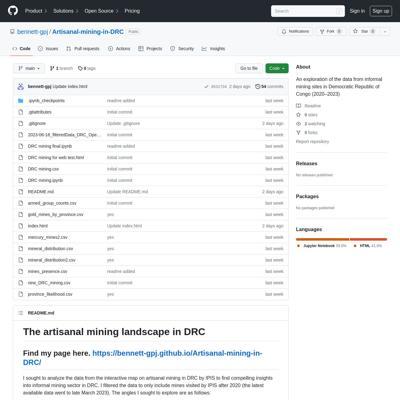 Product Solutions Open Source Pricing
Search
Sign in Sign up
bennett-gpj / Artisanal-mining-in-DRC Public
Notifications Fork 0 Star 0
Code Issues Pull requests Actions Projects Security Insights
main 1 branch 0 tags Go to file Code
bennett-gpj Update index.html 2 days ago 54 commits
.ipynb_checkpoints readme added last week
.gitattributes Initial commit last week
.gitignore Update .gitignore 2 days ago
2023-06-16_filteredData_DRC_Ope... initial commit last week
DRC mining final.ipynb readme added last week
DRC mining for web test.html readme added last week
DRC mining.csv initial commit last week
DRC mining.ipynb initial commit last week
README.md Update README.md 2 days ago
armed_group_counts.csv initial commit last week
gold_mines_by_province.csv yes last week
index.html Update index.html 2 days ago
mercury_mines2.csv yes last week
mineral_distribution.csv yes last week
mineral_distribution2.csv yes last week
mines_presence.csv readme added last week
new_DRC_mining.csv initial commit last week
province_likelihood.csv yes last week
README.md
The artisanal mining landscape in DRC
Find my page here. https://bennett-gpj.github.io/Artisanal-mining-in-
DRC/
I sought to analyze the data from the interactive map on artisanal mining in DRC by IPIS to find compelling insights
into informal mining sector in DRC. I filtered the data to only include mines visited by IPIS after 2020 (the latest
available data went to late March 2023). The angles I sought to explore are as follows:
About
An exploration of the data from informal
mining sites in Democratic Republic of
Congo (2020–2023)
Readme
0 stars
2 watching
0 forks
Report repository
Releases
No releases published
Packages
No packages published
Languages
Jupyter Notebook HTML